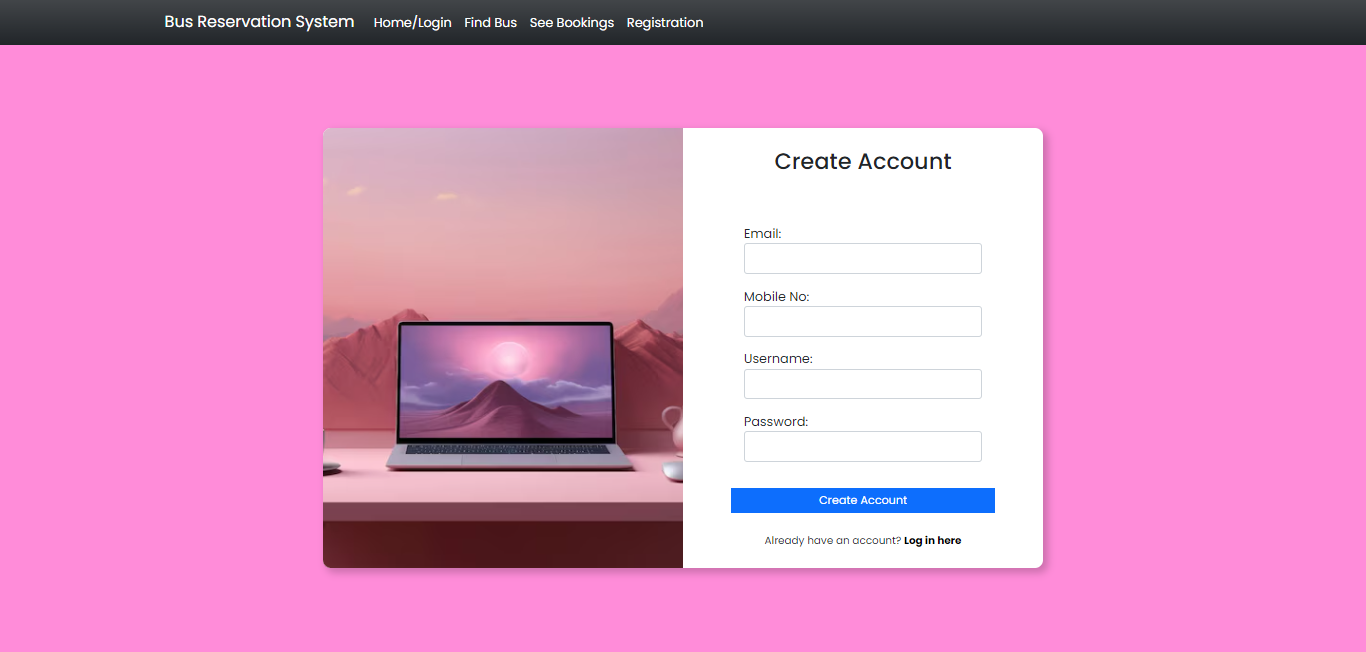 Bus Reservation System Home/Login Find Bus See Bookings Registration
Create Account
Email:
Mobile No:
Username:
Password:
Create Account
Already have an account? Log in here